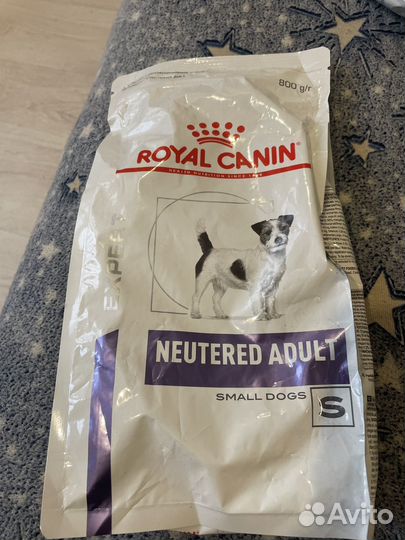 800 g/r
ROYAL CANIN
HEALTH NUTRITION SINCE 1968
EXPERT
NEUTERED ADULT
SMALL DOGS S
Avito